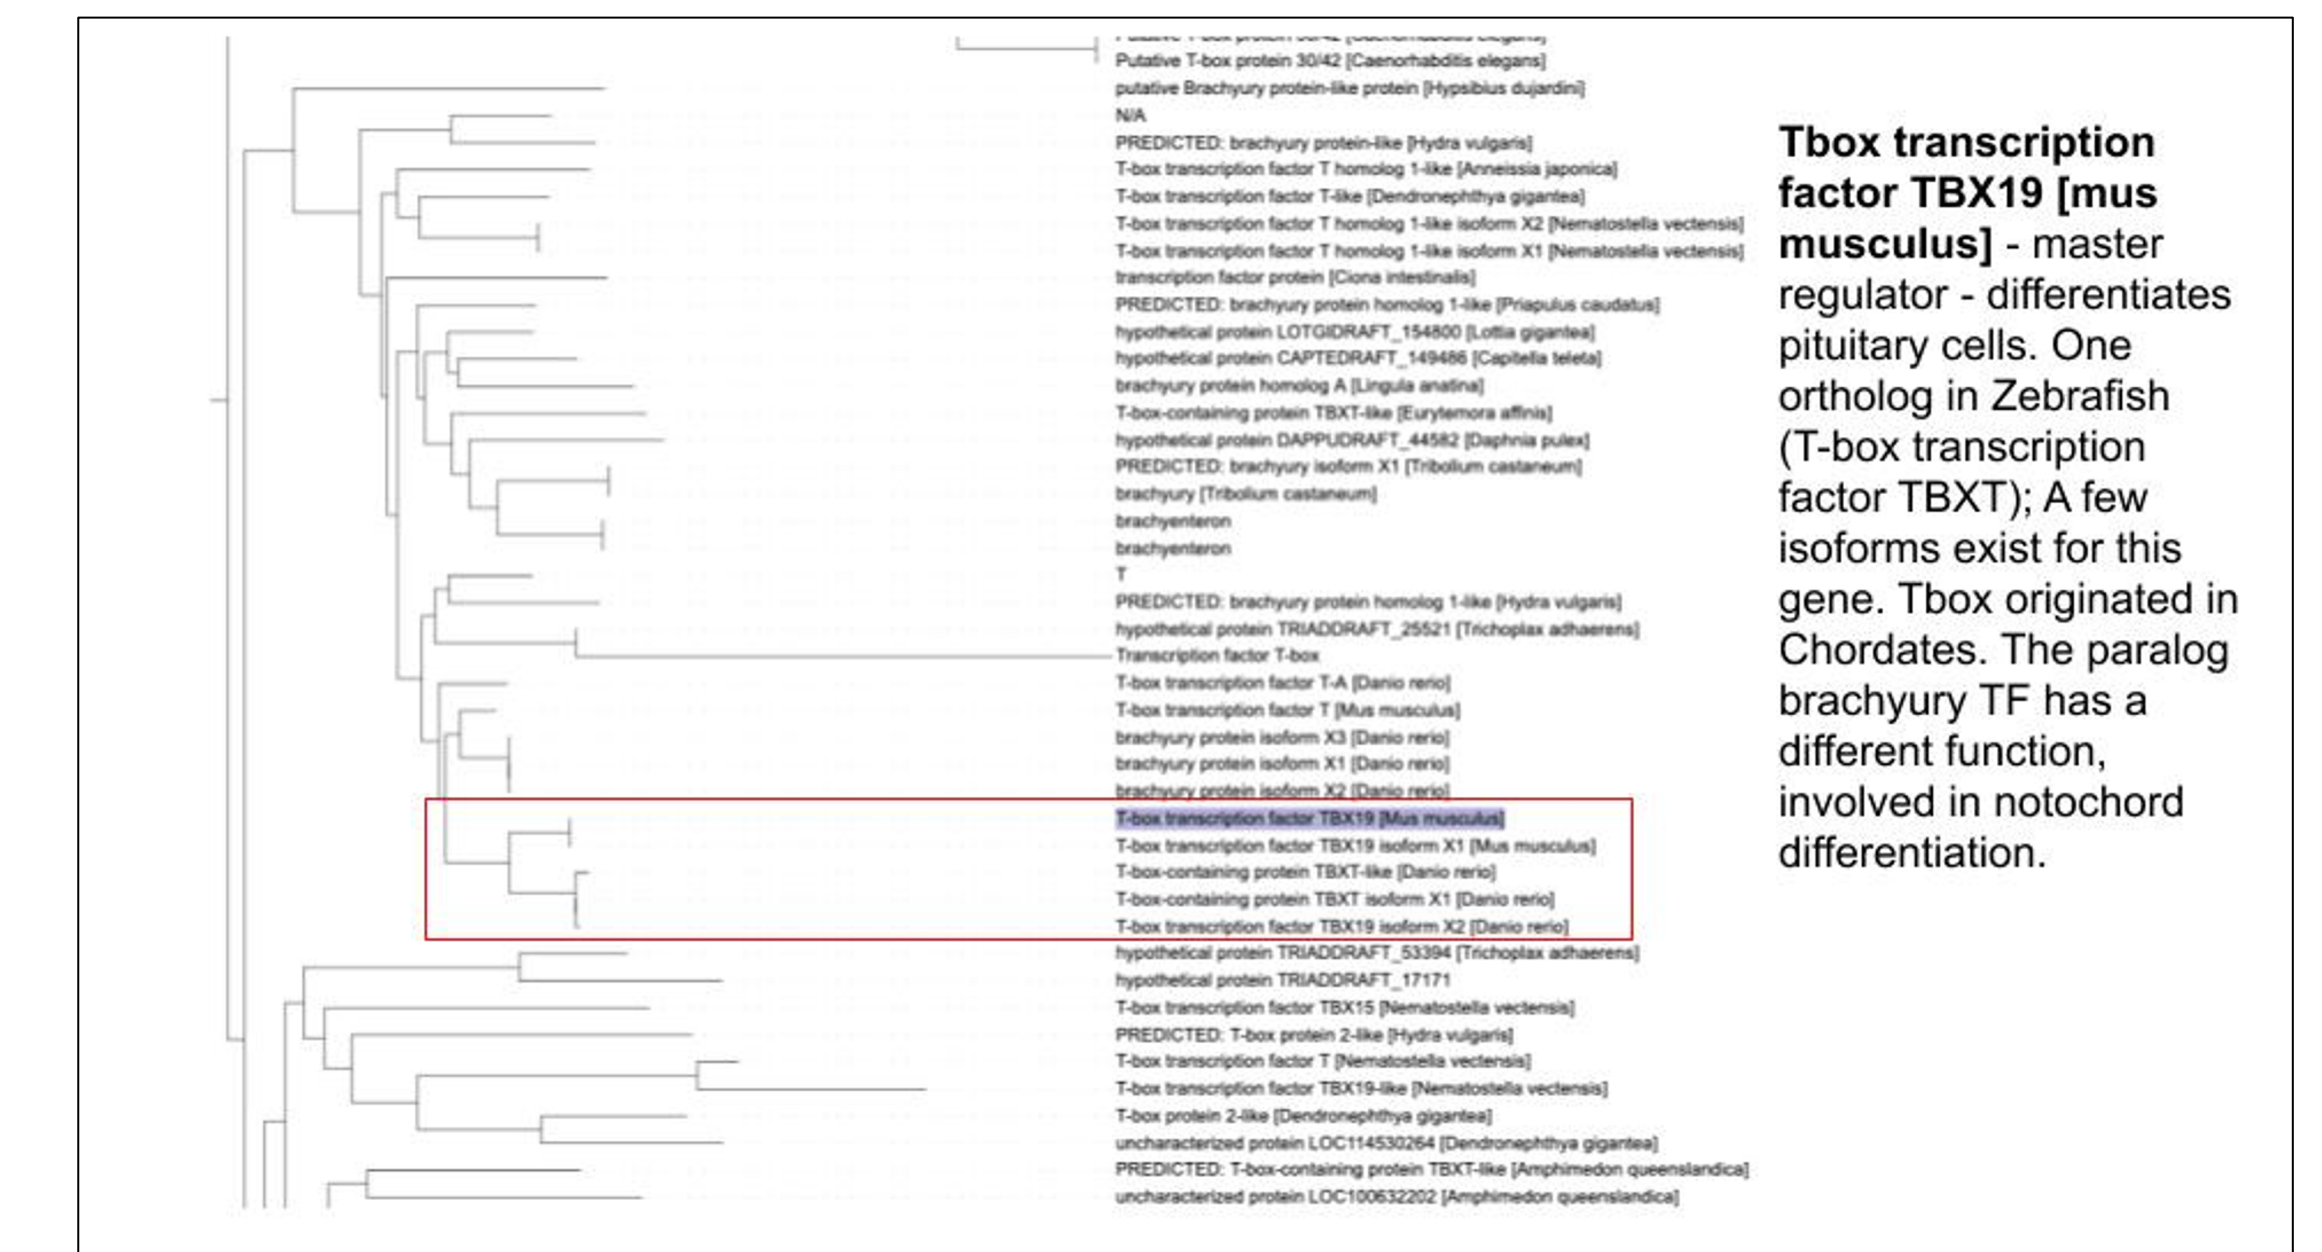 Putative T-box protein 30/42 [Caenorhabditis elegans]
Putative T-box protein 30/42 [Caenorhabditis elegans]
putative Brachyury protein-like protein [Hypsibius dujardini]
N/A
PREDICTED: brachyury protein-like [Hydra vulgaris]
T-box transcription factor T homolog 1-like [Anneissia japonica]
T-box transcription factor T-like [Dendronephthya gigantea]
T-box transcription factor T homolog 1-like isoform X2 [Nematostella vectensis]
T-box transcription factor T homolog 1-like isoform X1 [Nematostella vectensis]
transcription factor protein [Ciona intestinalis]
PREDICTED: brachyury protein homolog 1-like [Priapulus caudatus]
hypothetical protein LOTGIDRAFT_154800 [Lottia gigantea]
hypothetical protein CAPTEDRAFT_149486 [Capitella teleta]
brachyury protein homolog A [Lingula anatina]
T-box-containing protein TBXT-like [Eurytemora affinis]
hypothetical protein DAPPUDRAFT_44582 [Daphnia pulex]
PREDICTED: brachyury isoform X1 [Tribolium castaneum]
brachyury [Tribolium castaneum]
brachyenteron
brachyenteron
T
PREDICTED: brachyury protein homolog 1-like [Hydra vulgaris]
hypothetical protein TRIADDRAFT_25521 [Trichoplax adhaerens]
Transcription factor T-box
T-box transcription factor T-A [Danio rerio]
T-box transcription factor T [Mus musculus]
brachyury protein isoform X3 [Danio rerio]
brachyury protein isoform X1 [Danio rerio]
brachyury protein isoform X2 [Danio rerio]
T-box transcription factor TBX19 [Mus musculus]
T-box transcription factor TBX19 isoform X1 [Mus musculus]
T-box-containing protein TBXT-like [Danio rerio]
T-box-containing protein TBXT isoform X1 [Danio rerio]
T-box transcription factor TBX19 isoform X2 [Danio rerio]
hypothetical protein TRIADDRAFT_53394 [Trichoplax adhaerens]
hypothetical protein TRIADDRAFT_17171
T-box transcription factor TBX15 [Nematostella vectensis]
PREDICTED: T-box protein 2-like [Hydra vulgaris]
T-box transcription factor T [Nematostella vectensis]
T-box transcription factor TBX19-like [Nematostella vectensis]
T-box protein 2-like [Dendronephthya gigantea]
uncharacterized protein LOC114530264 [Dendronephthya gigantea]
PREDICTED: T-box-containing protein TBXT-like [Amphimedon queenslandica]
uncharacterized protein LOC100632202 [Amphimedon queenslandica]
Tbox transcription
factor TBX19 [mus
musculus] - master
regulator - differentiates
pituitary cells. One
ortholog in Zebrafish
(T-box transcription
factor TBXT); A few
isoforms exist for this
gene. Tbox originated in
Chordates. The paralog
brachyury TF has a
different function,
involved in notochord
differentiation.